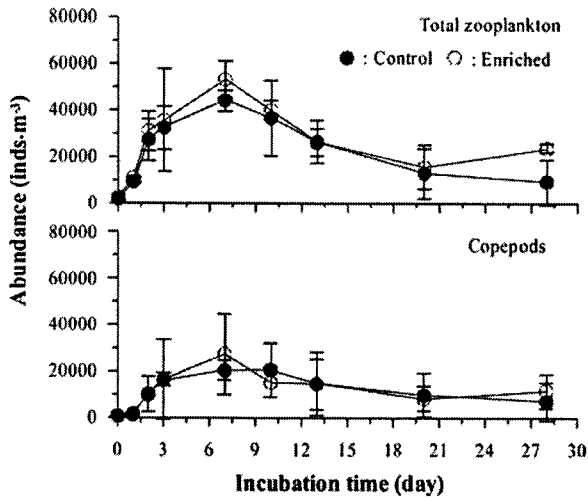 Total zooplankton
● : Control ○ : Enriched
80000
60000
40000
20000
0
Abundance (inds·m⁻³)
Copepods
80000
60000
40000
20000
0
0 3 6 9 12 15 18 21 24 27 30
Incubation time (day)